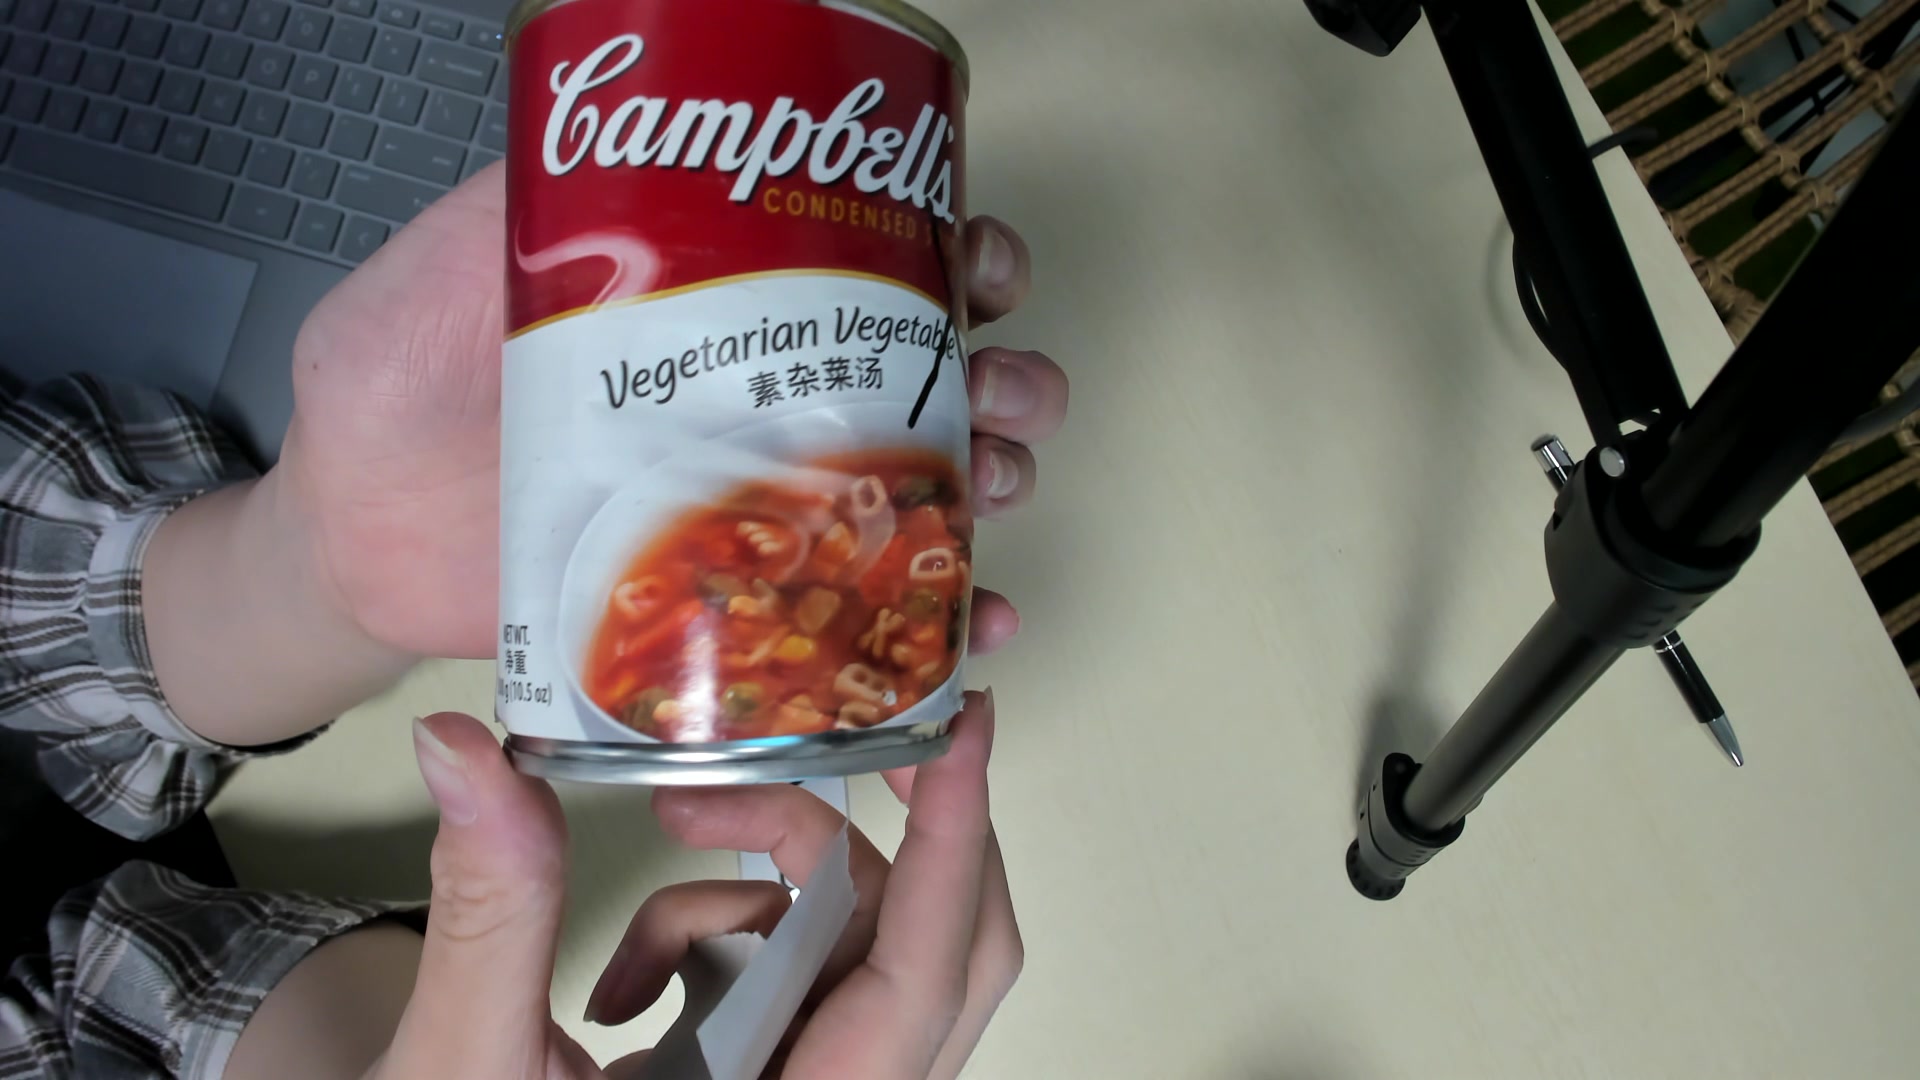 Campbell's
CONDENSED
Vegetarian Vegetable
素杂菜汤
NET WT.
净重
g (10.5 oz)